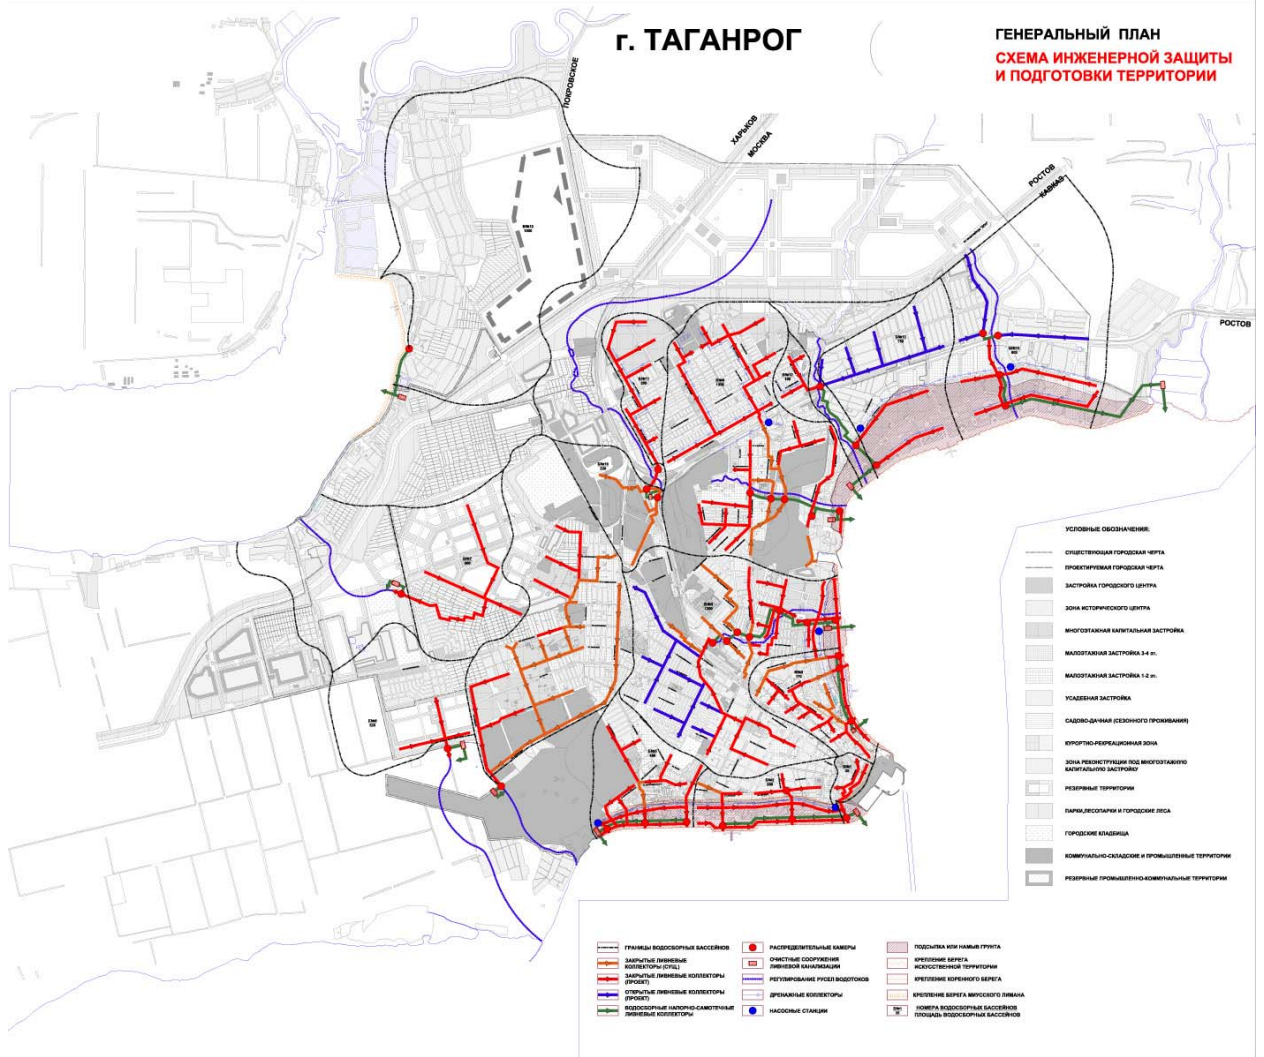 г. ТАГАНРОГ
ГЕНЕРАЛЬНЫЙ ПЛАН
СХЕМА ИНЖЕНЕРНОЙ ЗАЩИТЫ
И ПОДГОТОВКИ ТЕРРИТОРИИ
ПОКРОВСКОЕ
ХАРЬКОВ
МОСКВА
РОСТОВ
КАВКАЗ
РОСТОВ
УСЛОВНЫЕ ОБОЗНАЧЕНИЯ:
СУЩЕСТВУЮЩАЯ ГОРОДСКАЯ ЧЕРТА
ПРОЕКТИРУЕМАЯ ГОРОДСКАЯ ЧЕРТА
ЗАСТРОЙКА ГОРОДСКОГО ЦЕНТРА
ЗОНА ИСТОРИЧЕСКОГО ЦЕНТРА
МНОГОЭТАЖНАЯ КАПИТАЛЬНАЯ ЗАСТРОЙКА
МАЛОЭТАЖНАЯ ЗАСТРОЙКА 3-4 эт.
МАЛОЭТАЖНАЯ ЗАСТРОЙКА 1-2 эт.
УСАДЕБНАЯ ЗАСТРОЙКА
САДОВО-ДАЧНАЯ (СЕЗОННОГО ПРОЖИВАНИЯ)
КУРОРТНО-РЕКРЕАЦИОННАЯ ЗОНА
ЗОНА РЕКОНСТРУКЦИИ ПОД МНОГОЭТАЖНУЮ
КАПИТАЛЬНУЮ ЗАСТРОЙКУ
РЕЗЕРВНЫЕ ТЕРРИТОРИИ
ПАРКИ,ЛЕСОПАРКИ И ГОРОДСКИЕ ЛЕСА
ГОРОДСКИЕ КЛАДБИЩА
КОММУНАЛЬНО-СКЛАДСКИЕ И ПРОМЫШЛЕННЫЕ ТЕРРИТОРИИ
РЕЗЕРВНЫЕ ПРОМЫШЛЕННО-КОММУНАЛЬНЫЕ ТЕРРИТОРИИ
ГРАНИЦЫ ВОДОСБОРНЫХ БАССЕЙНОВ
ЗАКРЫТЫЕ ЛИВНЕВЫЕ
КОЛЛЕКТОРЫ (СУЩ.)
ЗАКРЫТЫЕ ЛИВНЕВЫЕ КОЛЛЕКТОРЫ
(ПРОЕКТ)
ОТКРЫТЫЕ ЛИВНЕВЫЕ КОЛЛЕКТОРЫ
(ПРОЕКТ)
ВОДОСБОРНЫЕ НАПОРНО-САМОТЕЧНЫЕ
ЛИВНЕВЫЕ КОЛЛЕКТОРЫ
РАСПРЕДЕЛИТЕЛЬНЫЕ КАМЕРЫ
ОЧИСТНЫЕ СООРУЖЕНИЯ
ЛИВНЕВОЙ КАНАЛИЗАЦИИ
РЕГУЛИРОВАНИЕ РУСЕЛ ВОДОТОКОВ
ДРЕНАЖНЫЕ КОЛЛЕКТОРЫ
НАСОСНЫЕ СТАНЦИИ
ПОДСЫПКА ИЛИ НАМЫВ ГРУНТА
КРЕПЛЕНИЕ БЕРЕГА
ИСКУССТВЕННОЙ ТЕРРИТОРИИ
КРЕПЛЕНИЕ КОРЕННОГО БЕРЕГА
КРЕПЛЕНИЕ БЕРЕГА МИУССКОГО ЛИМАНА
НОМЕРА ВОДОСБОРНЫХ БАССЕЙНОВ
ПЛОЩАДЬ ВОДОСБОРНЫХ БАССЕЙНОВ